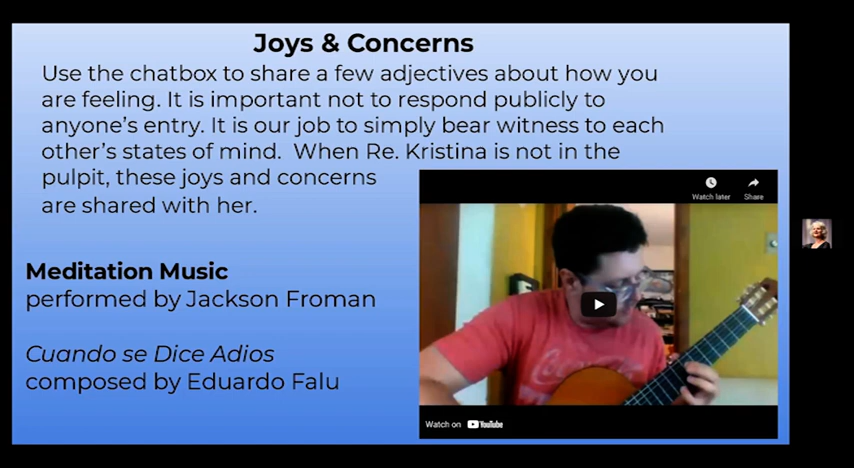 Joys & Concerns
Use the chatbox to share a few adjectives about how you
are feeling. It is important not to respond publicly to
anyone's entry. It is our job to simply bear witness to each
other's states of mind.  When Re. Kristina is not in the
pulpit, these joys and concerns
are shared with her.
Watch later
Share
Meditation Music
performed by Jackson Froman
Cuando se Dice Adios
composed by Eduardo Falu
Coca-Cola
Watch on YouTube